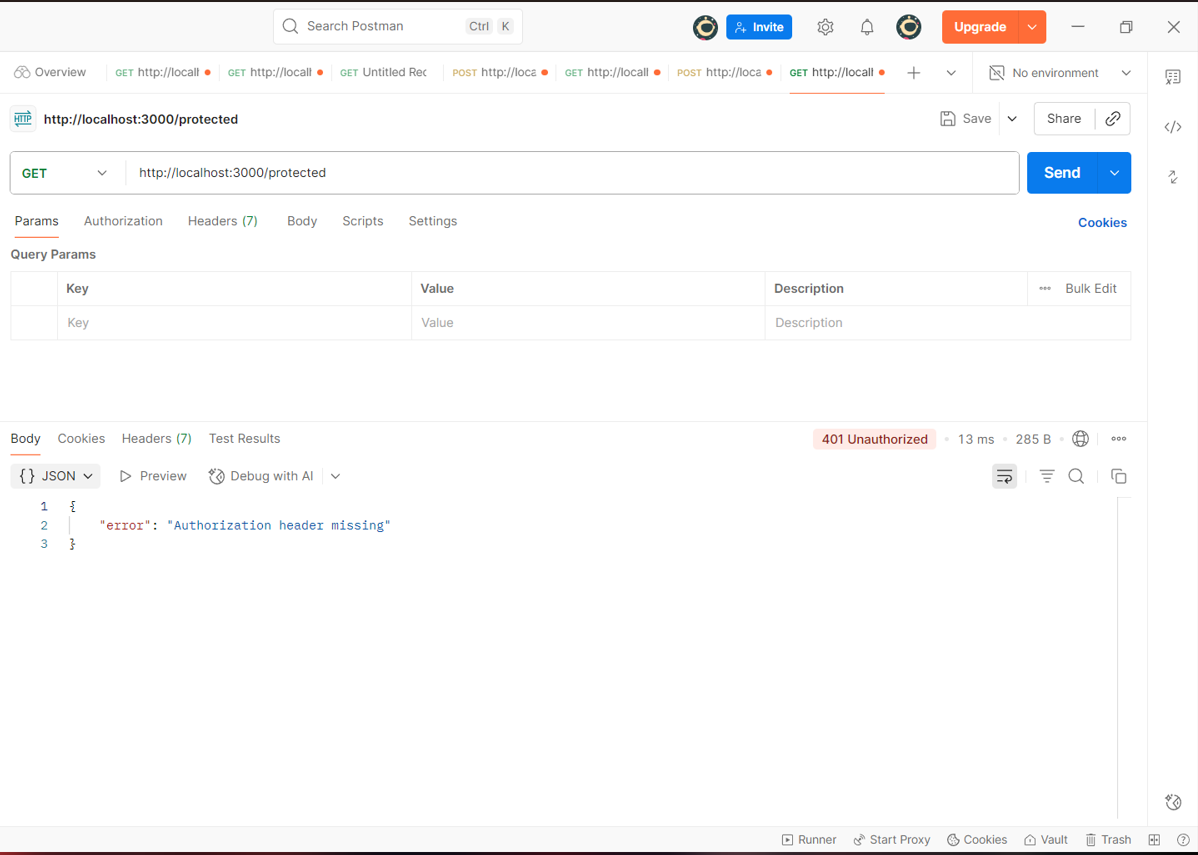 Search Postman Ctrl K Invite Upgrade
Overview GET http://locall GET http://locall GET Untitled Rec POST http://loca GET http://locall POST http://loca GET http://locall No environment
HTTP http://localhost:3000/protected Save Share
GET http://localhost:3000/protected Send
Params Authorization Headers (7) Body Scripts Settings Cookies
Query Params
Key Value Description Bulk Edit
Key Value Description
Body Cookies Headers (7) Test Results 401 Unauthorized 13 ms 285 B
{} JSON Preview Debug with AI
1 {
2 "error": "Authorization header missing"
3 }
Runner Start Proxy Cookies Vault Trash